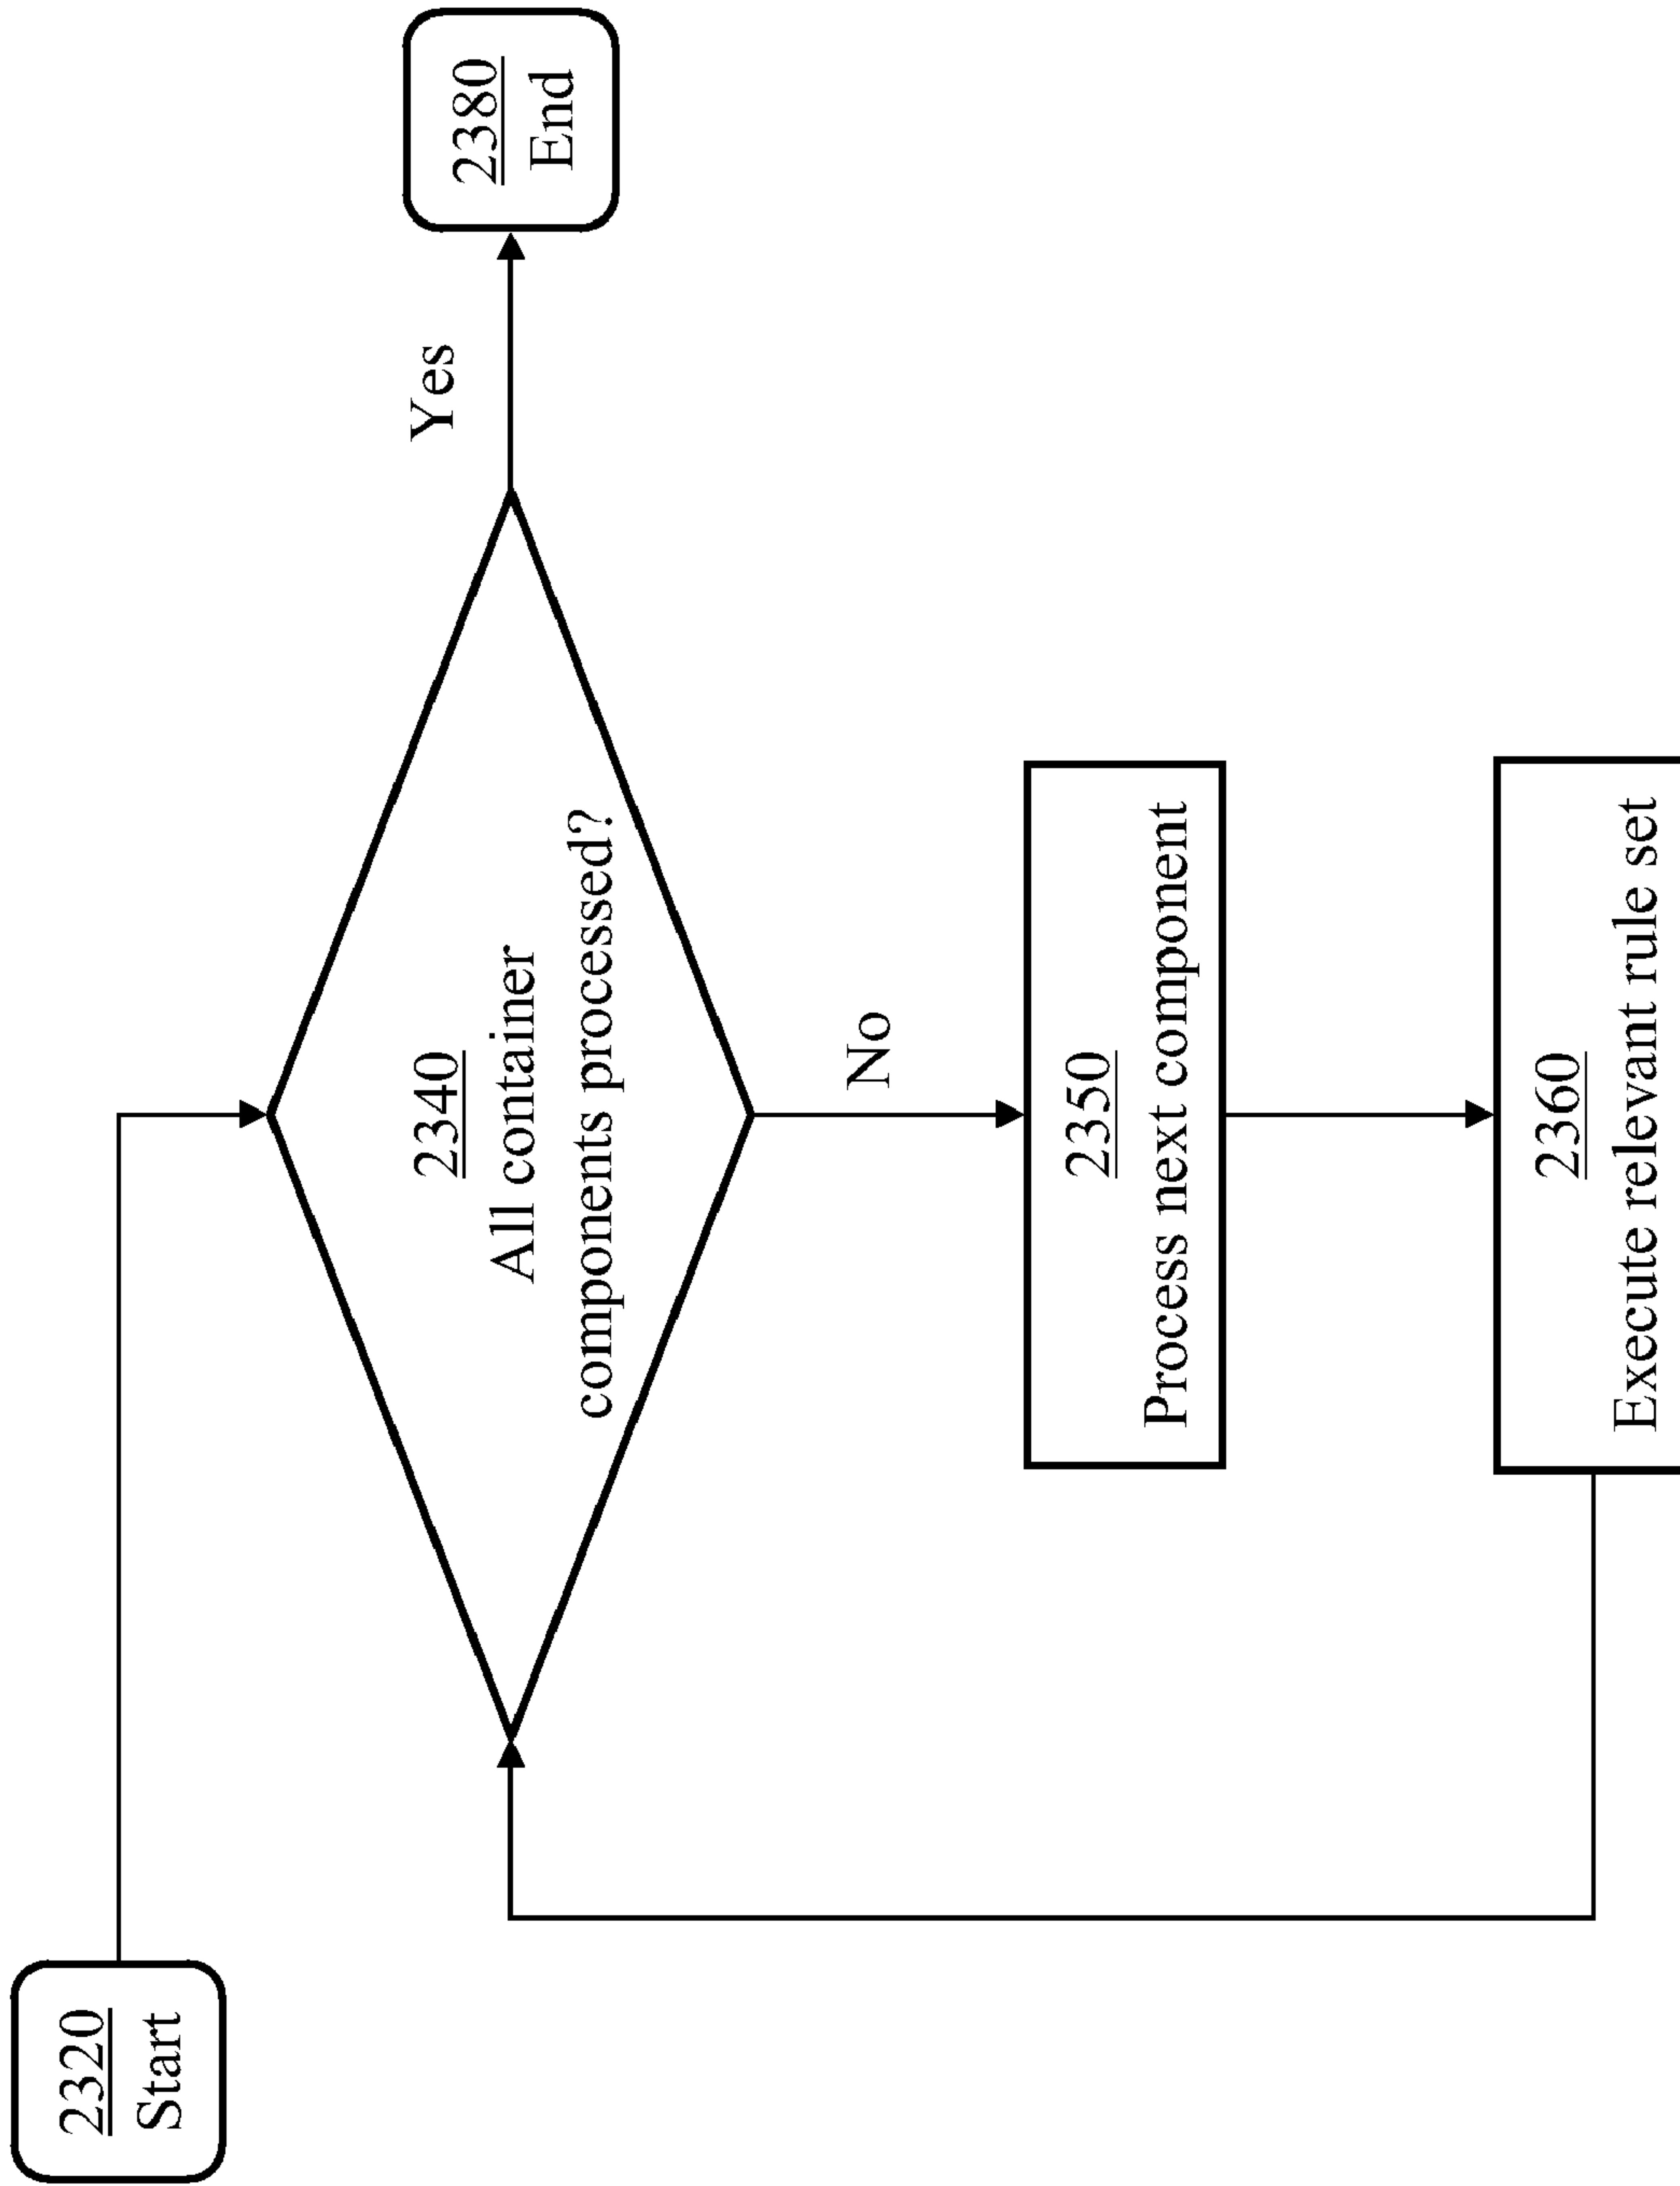 2320
Start
2340
All container
components processed?
Yes
2380
End
No
2350
Process next component
2360
Execute relevant rule set